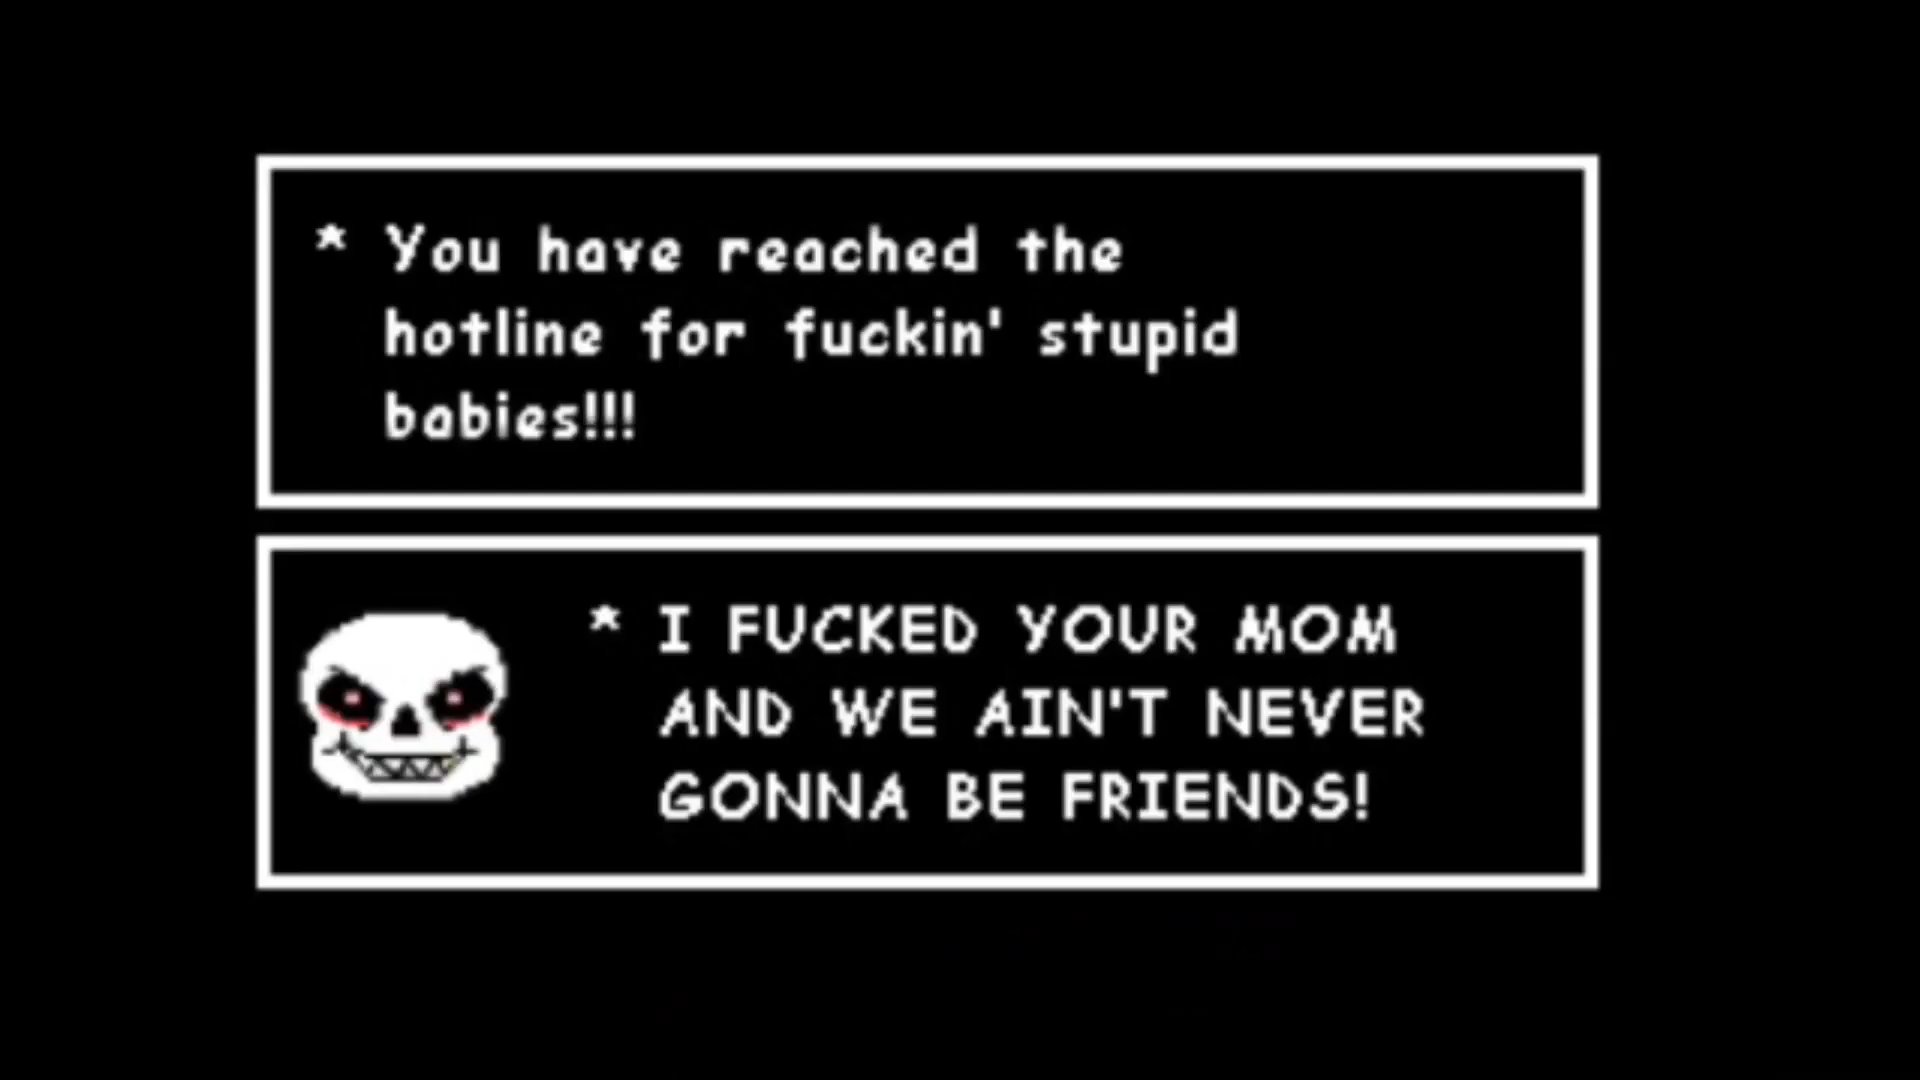 * You have reached the
hotline for fuckin' stupid
babies!!!
* I FUCKED YOUR MOM
AND WE AIN'T NEVER
GONNA BE FRIENDS!